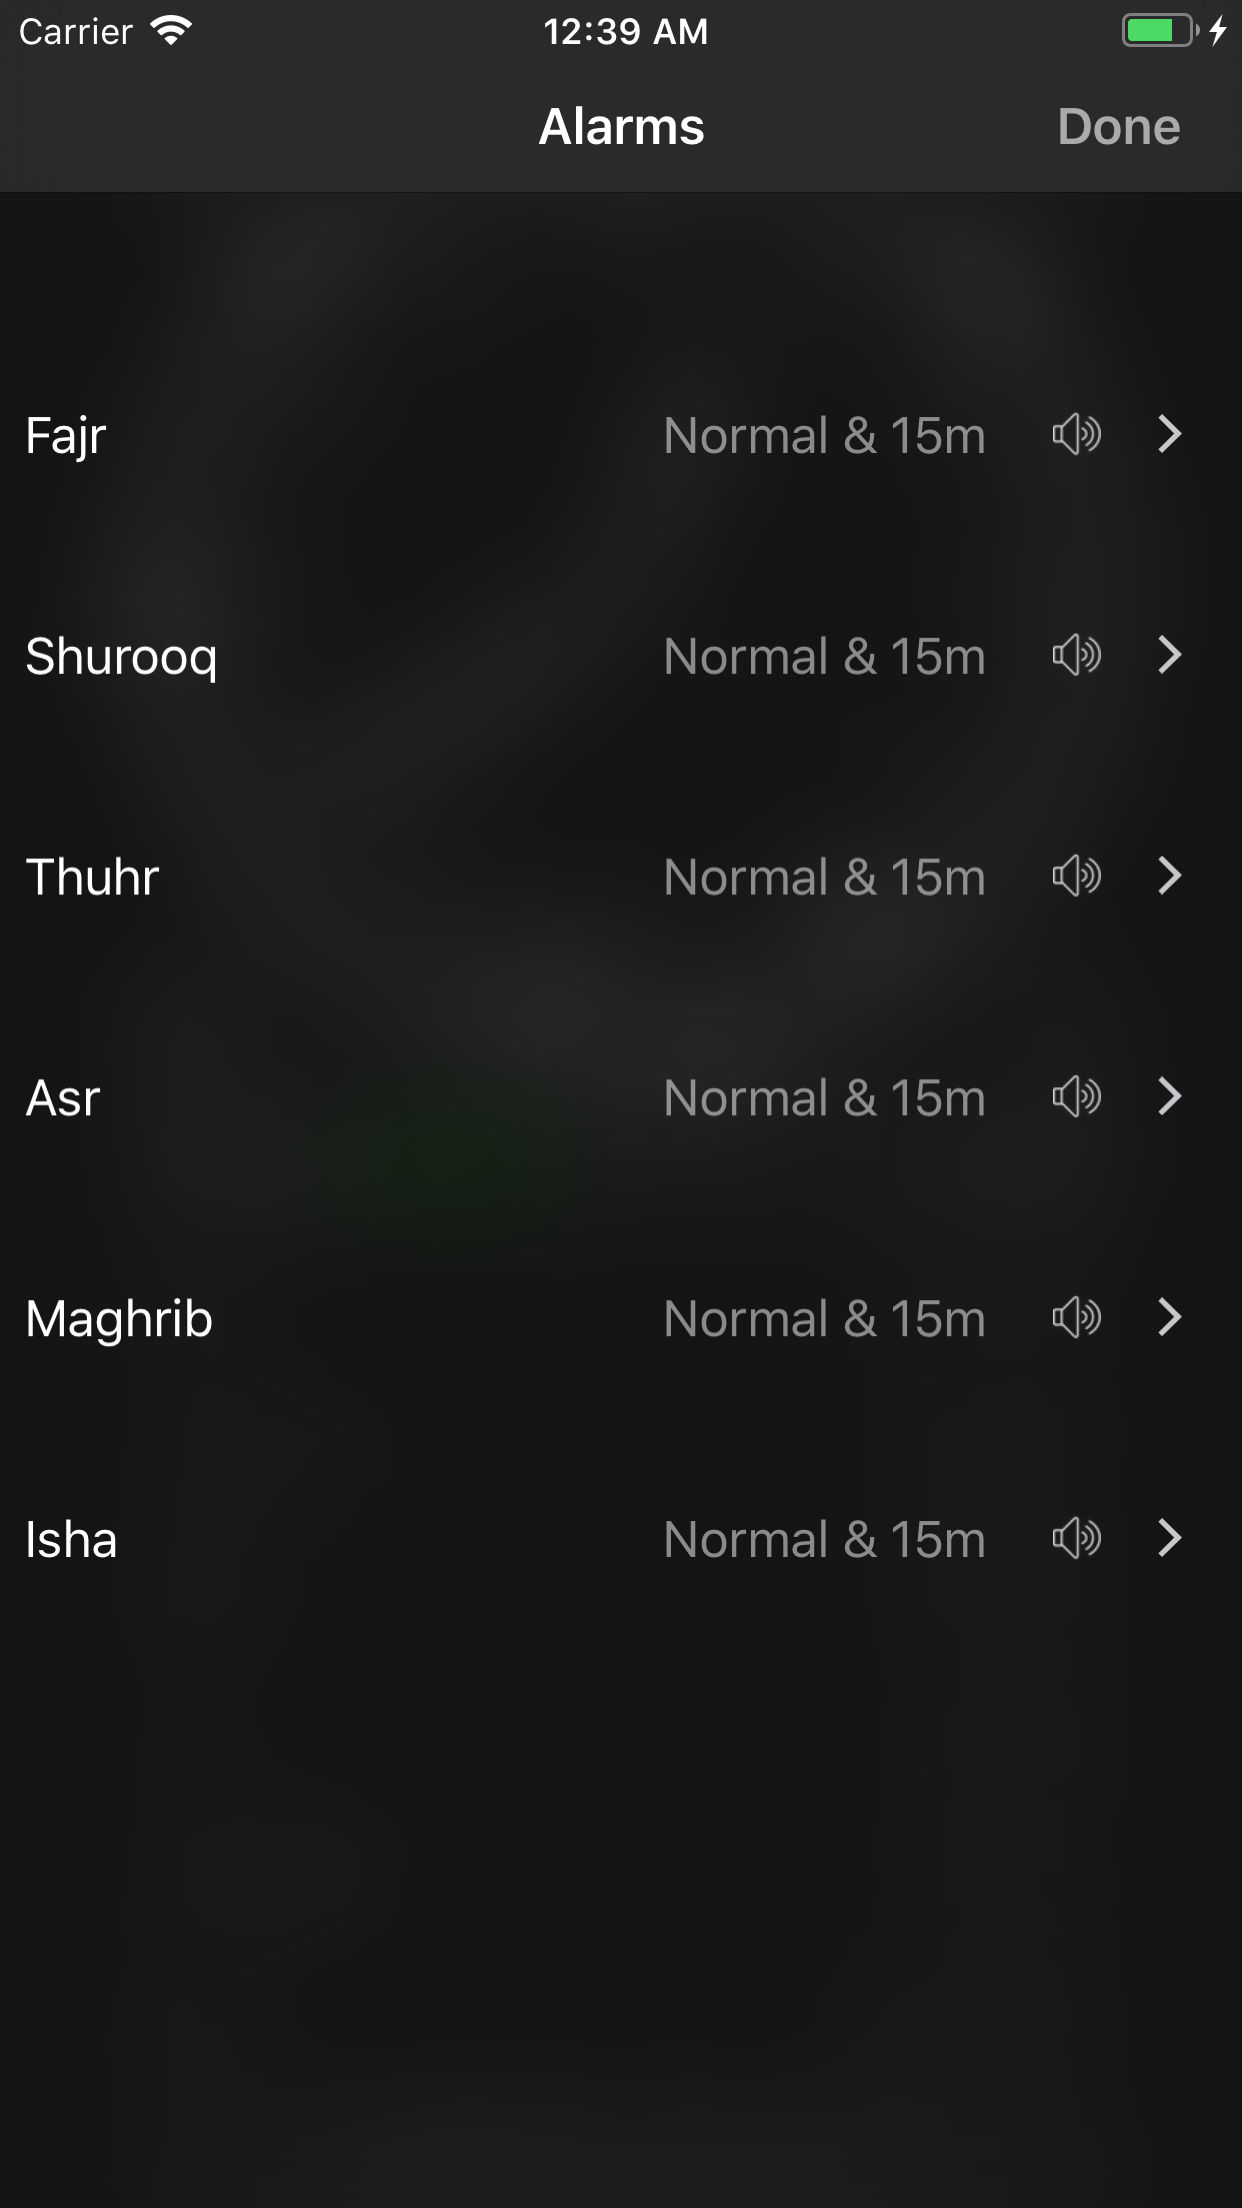 Carrier 12:39 AM
Alarms Done
Fajr Normal & 15m
Shurooq Normal & 15m
Thuhr Normal & 15m
Asr Normal & 15m
Maghrib Normal & 15m
Isha Normal & 15m